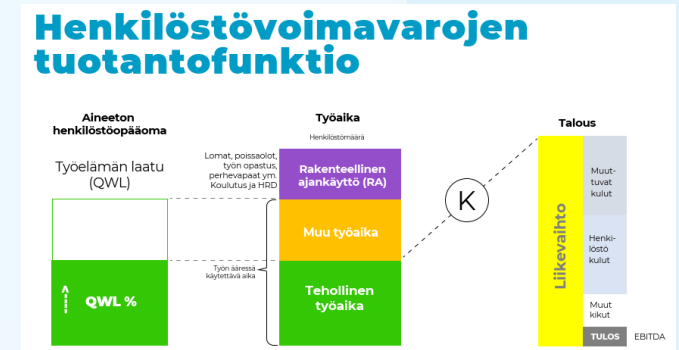 Henkilöstövoimavarojen
tuotantofunktio
Aineeton
henkilöstöpääoma
Työelämän laatu
(QWL)
QWL %
Työaika
Henkilöstömäärä
Lomat, poissaolot,
työn opastus,
perhevapaat ym.
Koulutus ja HRD
Rakenteellinen
ajankäyttö (RA)
Muu työaika
Työn ääressä
käytettävä aika
Tehollinen
työaika
K
Talous
Liikevaihto
Muut-
tuvat
kulut
Henki-
löstö
kulut
Muut
kikut
TULOS
EBITDA